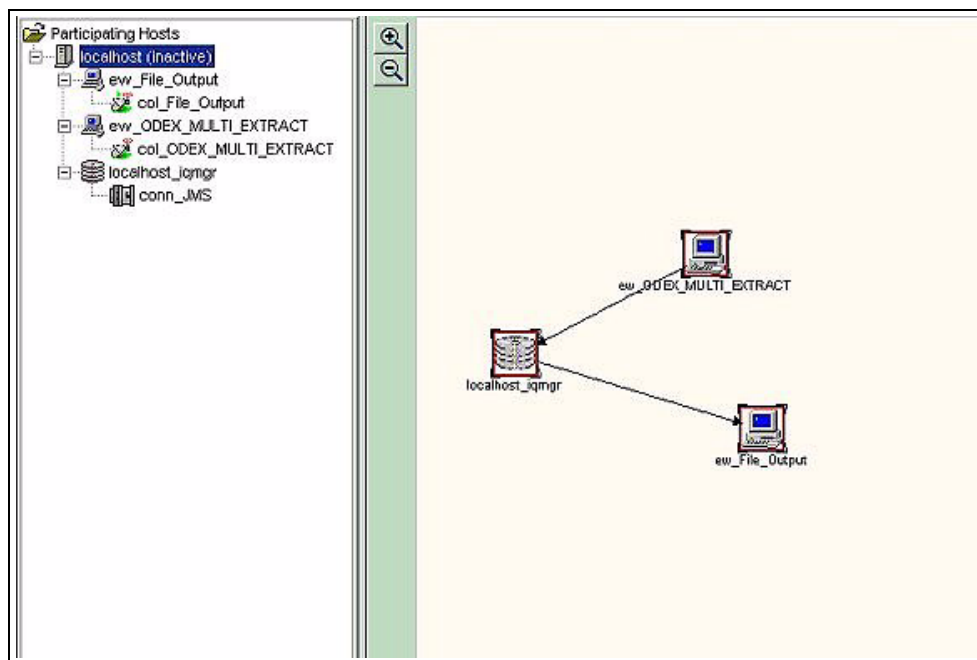 Participating Hosts
localhost (Inactive)
ew_File_Output
col_File_Output
ew_ODEX_MULTI_EXTRACT
col_ODEX_MULTI_EXTRACT
localhost_iqmgr
conn_JMS
ew_ODEX_MULTI_EXTRACT
localhost_iqmgr
ew_File_Output